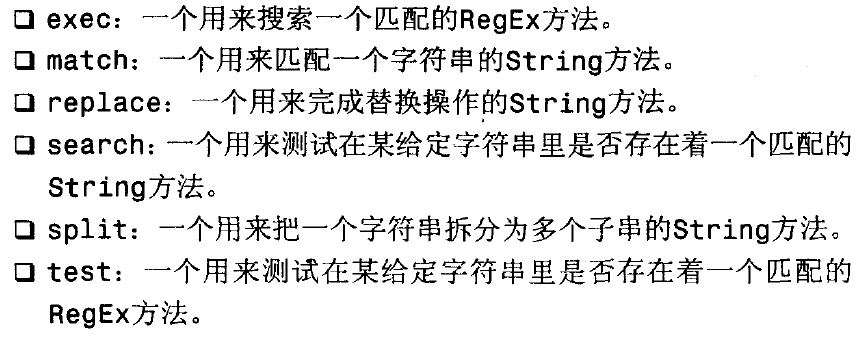 ❑ exec：一个用来搜索一个匹配的RegEx方法。
❑ match：一个用来匹配一个字符串的String方法。
❑ replace：一个用来完成替换操作的String方法。
❑ search：一个用来测试在某给定字符串里是否存在着一个匹配的
String方法。
❑ split：一个用来把一个字符串拆分为多个子串的String方法。
❑ test：一个用来测试在某给定字符串里是否存在着一个匹配的
RegEx方法。